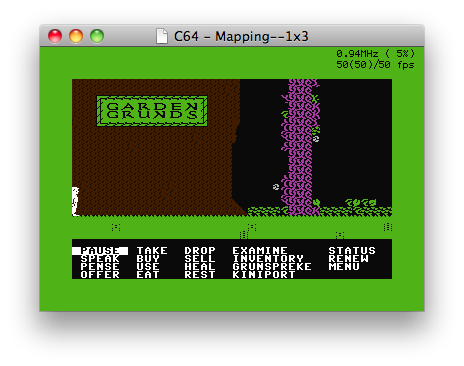 C64 - Mapping--1x3
0.94MHz ( 5%)
50(50)/50 fps
GARDEN
GRUNDS
PAUSE TAKE DROP EXAMINE STATUS
SPEAK BUY SELL INVENTORY RENEW
PENSE USE HEAL GRUNSPREKE MENU
OFFER EAT REST KINIPORT